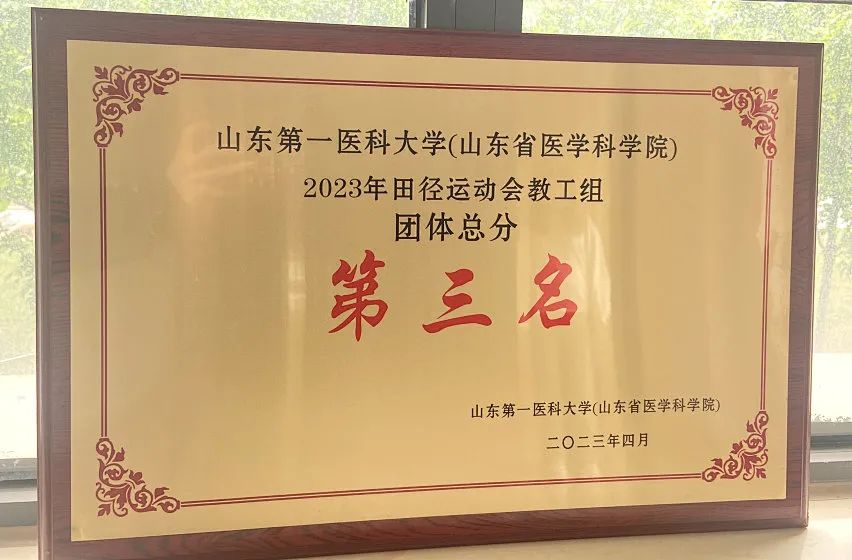 山东第一医科大学(山东省医学科学院)
2023年田径运动会教工组
团体总分
第三名
山东第一医科大学(山东省医学科学院)
二〇二三年四月